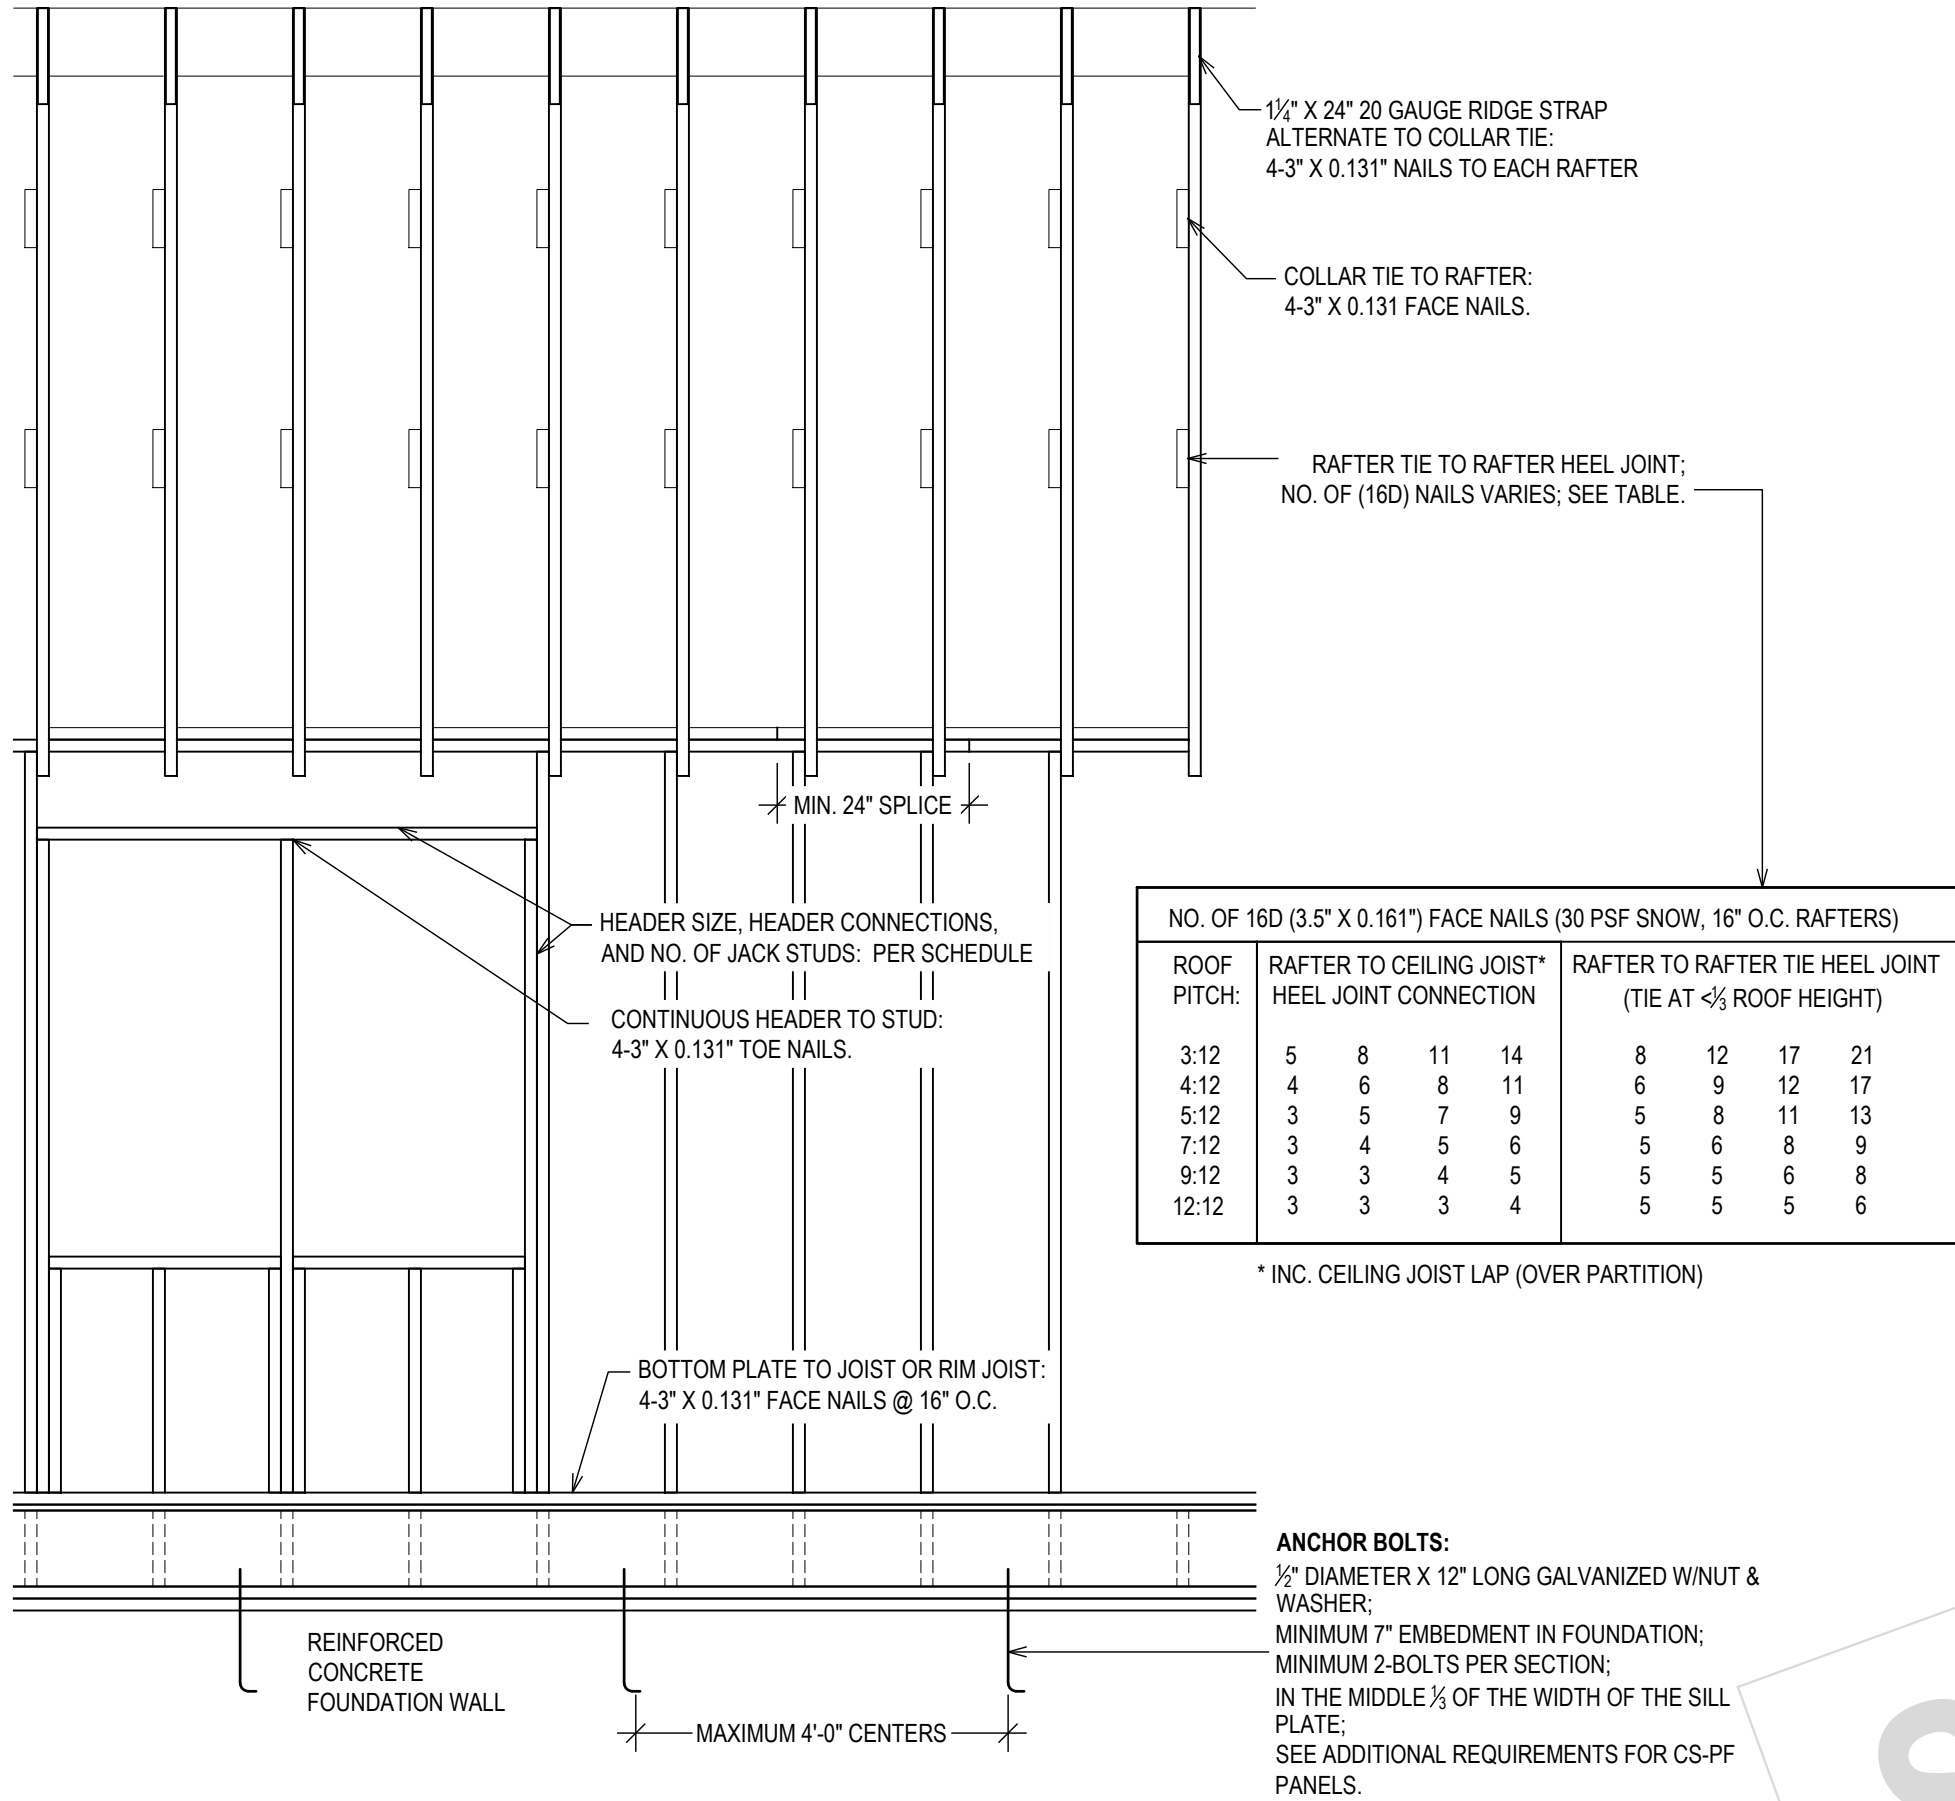 1¼" X 24" 20 GAUGE RIDGE STRAP
ALTERNATE TO COLLAR TIE:
4-3" X 0.131" NAILS TO EACH RAFTER
COLLAR TIE TO RAFTER:
4-3" X 0.131 FACE NAILS.
RAFTER TIE TO RAFTER HEEL JOINT;
NO. OF (16D) NAILS VARIES; SEE TABLE.
MIN. 24" SPLICE
HEADER SIZE, HEADER CONNECTIONS,
AND NO. OF JACK STUDS: PER SCHEDULE
CONTINUOUS HEADER TO STUD:
4-3" X 0.131" TOE NAILS.
NO. OF 16D (3.5" X 0.161") FACE NAILS (30 PSF SNOW, 16" O.C. RAFTERS)
ROOF PITCH: RAFTER TO CEILING JOIST* HEEL JOINT CONNECTION RAFTER TO RAFTER TIE HEEL JOINT (TIE AT <⅓ ROOF HEIGHT)
3:12 5 8 11 14 8 12 17 21
4:12 4 6 8 11 6 9 12 17
5:12 3 5 7 9 5 8 11 13
7:12 3 4 5 6 5 6 8 9
9:12 3 3 4 5 5 5 6 8
12:12 3 3 3 4 5 5 5 6
* INC. CEILING JOIST LAP (OVER PARTITION)
BOTTOM PLATE TO JOIST OR RIM JOIST:
4-3" X 0.131" FACE NAILS @ 16" O.C.
REINFORCED
CONCRETE
FOUNDATION WALL
MAXIMUM 4'-0" CENTERS
ANCHOR BOLTS:
½" DIAMETER X 12" LONG GALVANIZED W/NUT &
WASHER;
MINIMUM 7" EMBEDMENT IN FOUNDATION;
MINIMUM 2-BOLTS PER SECTION;
IN THE MIDDLE ⅓ OF THE WIDTH OF THE SILL
PLATE;
SEE ADDITIONAL REQUIREMENTS FOR CS-PF
PANELS.